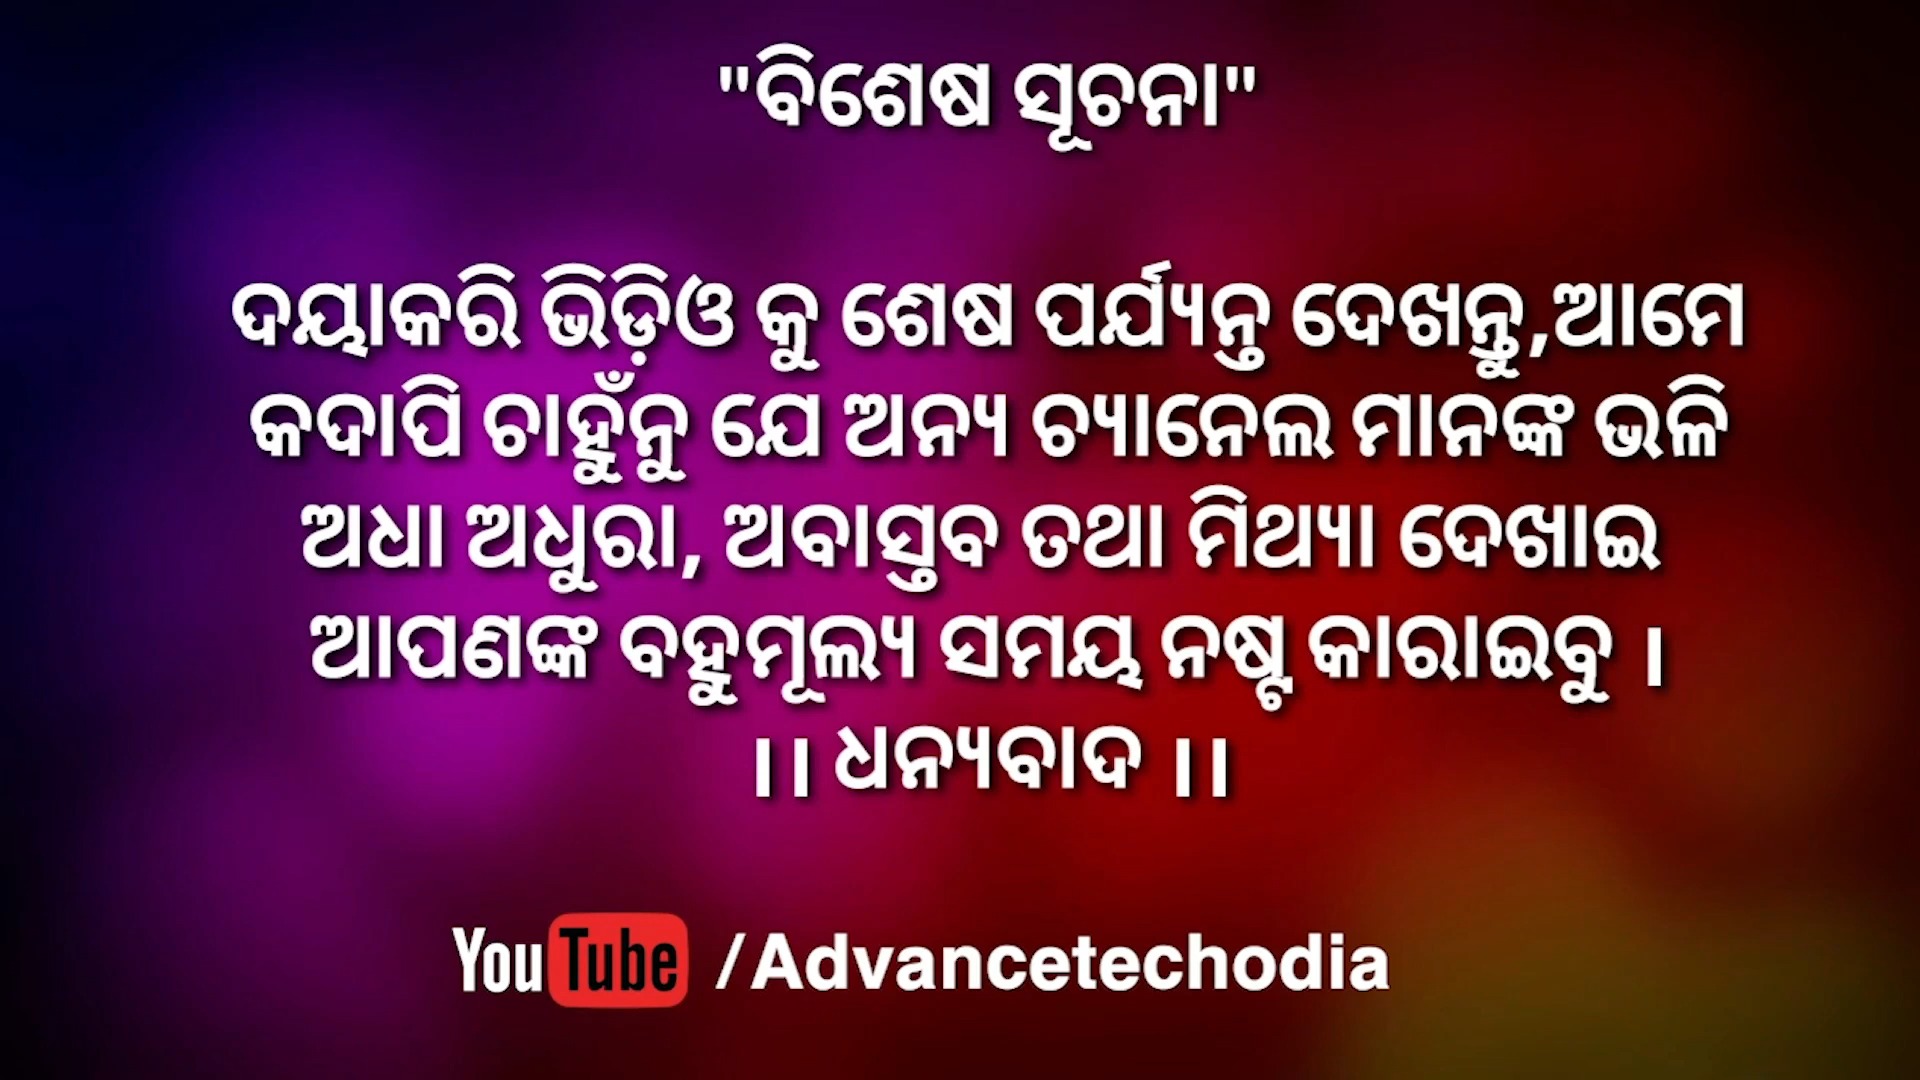 "ବିଶେଷ ସୂଚନା"
ଦୟାକରି ଭିଡ଼ିଓ କୁ ଶେଷ ପର୍ଯ୍ୟନ୍ତ ଦେଖନ୍ତୁ,ଆମେ
କଦାପି ଚାହୁଁନୁ ଯେ ଅନ୍ୟ ଚ୍ୟାନେଲ ମାନଙ୍କ ଭଳି
ଅଧା ଅଧୁରା, ଅବାସ୍ତବ ତଥା ମିଥ୍ୟା ଦେଖାଇ
ଆପଣଙ୍କ ବହୁମୂଲ୍ୟ ସମୟ ନଷ୍ଟ କାରାଇବୁ ।
।। ଧନ୍ୟବାଦ ।।
YouTube /Advancetechodia